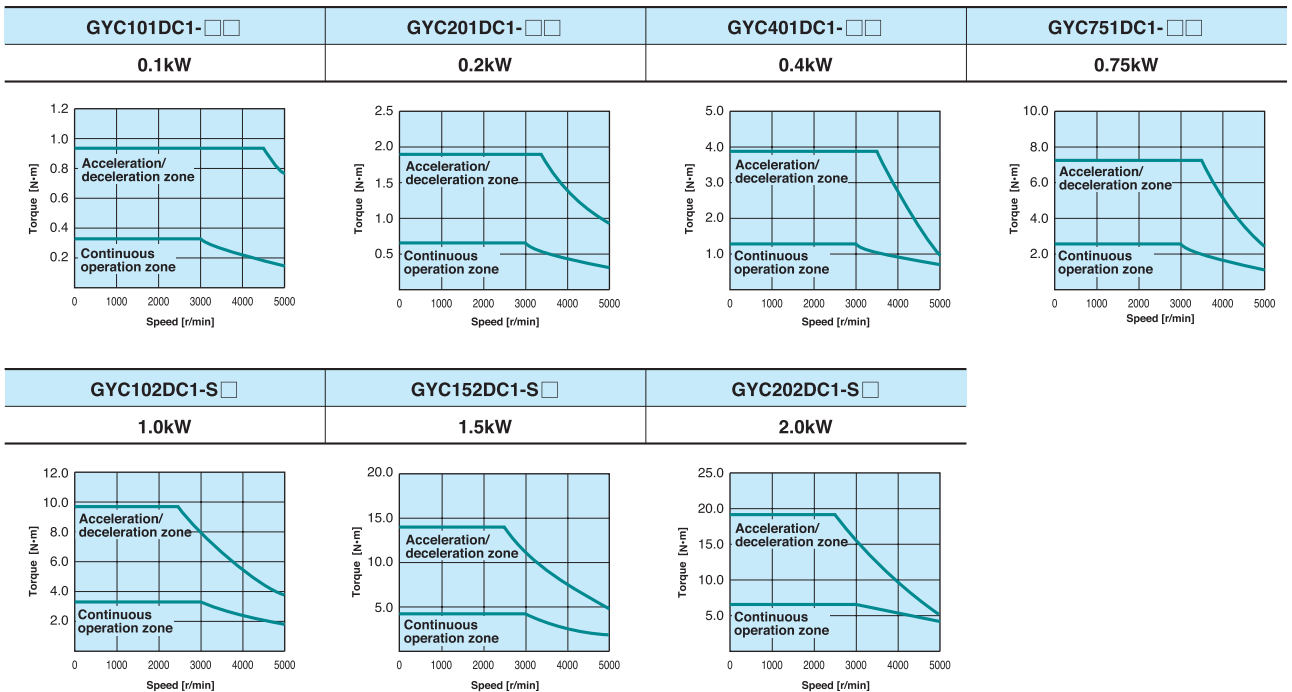 GYC101DC1-□□
GYC201DC1-□□
GYC401DC1-□□
GYC751DC1-□□
0.1kW
0.2kW
0.4kW
0.75kW
Torque [N•m]
1.2
1.0
0.8
0.6
0.4
0.2
Acceleration/
deceleration zone
Continuous
operation zone
0 1000 2000 3000 4000 5000
Speed [r/min]
Torque [N•m]
2.5
2.0
1.5
1.0
0.5
Acceleration/
deceleration zone
Continuous
operation zone
0 1000 2000 3000 4000 5000
Speed [r/min]
Torque [N•m]
5.0
4.0
3.0
2.0
1.0
Acceleration/
deceleration zone
Continuous
operation zone
0 1000 2000 3000 4000 5000
Speed [r/min]
Torque [N•m]
10.0
8.0
6.0
4.0
2.0
Acceleration/
deceleration zone
Continuous
operation zone
0 1000 2000 3000 4000 5000
Speed [r/min]
GYC102DC1-S□
GYC152DC1-S□
GYC202DC1-S□
1.0kW
1.5kW
2.0kW
Torque [N•m]
12.0
10.0
8.0
6.0
4.0
2.0
Acceleration/
deceleration zone
Continuous
operation zone
0 1000 2000 3000 4000 5000
Speed [r/min]
Torque [N•m]
20.0
15.0
10.0
5.0
Acceleration/
deceleration zone
Continuous
operation zone
0 1000 2000 3000 4000 5000
Speed [r/min]
Torque [N•m]
25.0
20.0
15.0
10.0
5.0
Acceleration/
deceleration zone
Continuous
operation zone
0 1000 2000 3000 4000 5000
Speed [r/min]